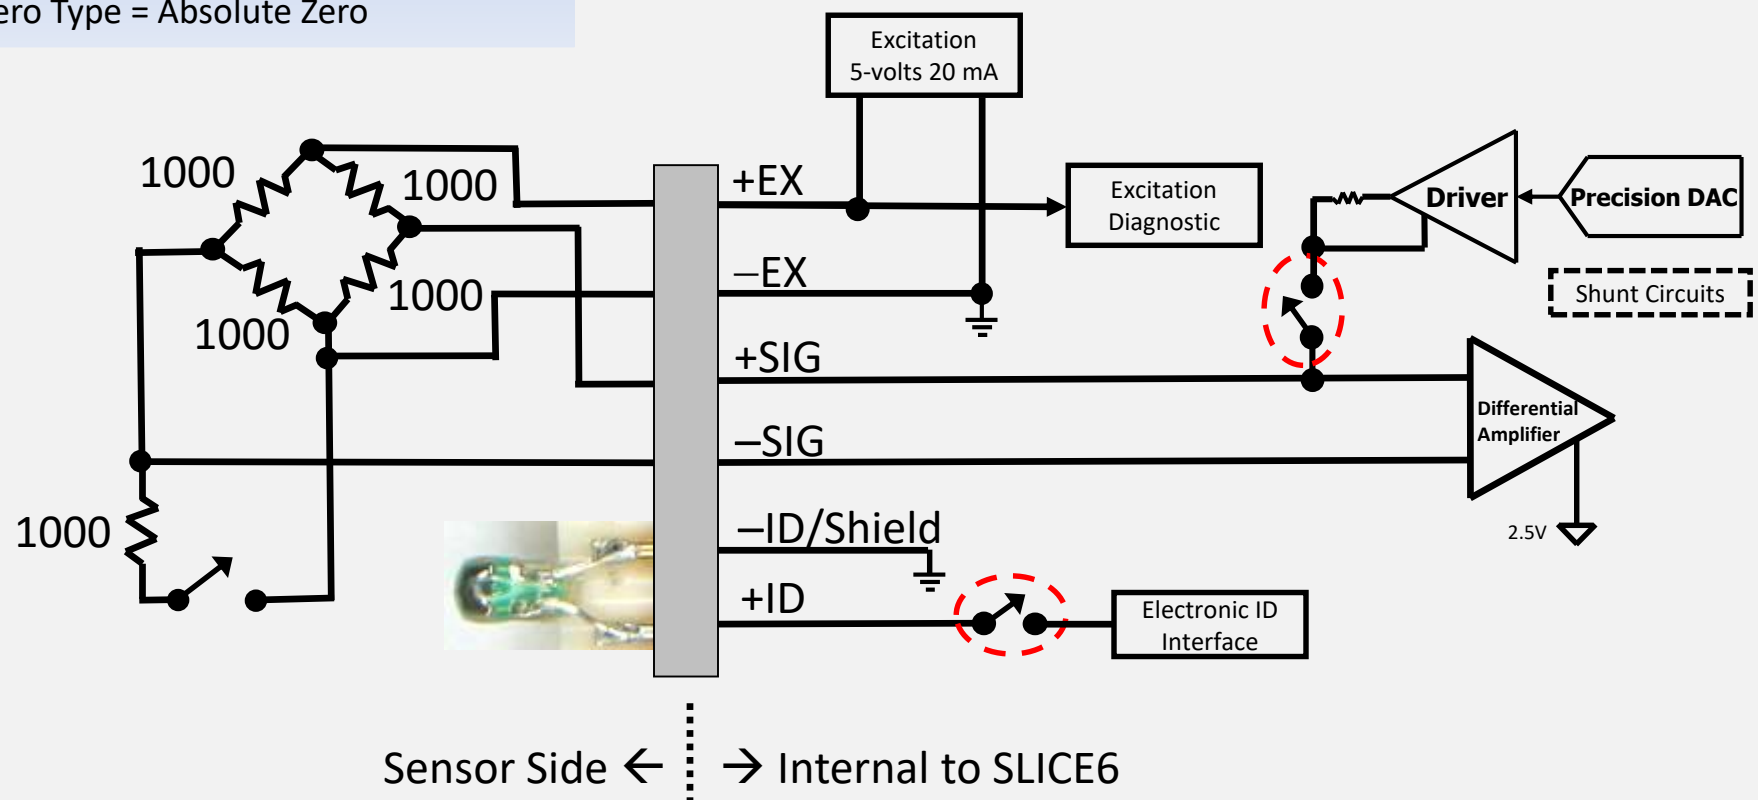 Zero Type = Absolute Zero
Excitation
5-volts 20 mA
1000
1000
+EX
Excitation
Diagnostic
Driver
Precision DAC
–EX
1000
1000
Shunt Circuits
+SIG
Differential
Amplifier
–SIG
1000
–ID/Shield
2.5V
+ID
Electronic ID
Interface
Sensor Side ← → Internal to SLICE6